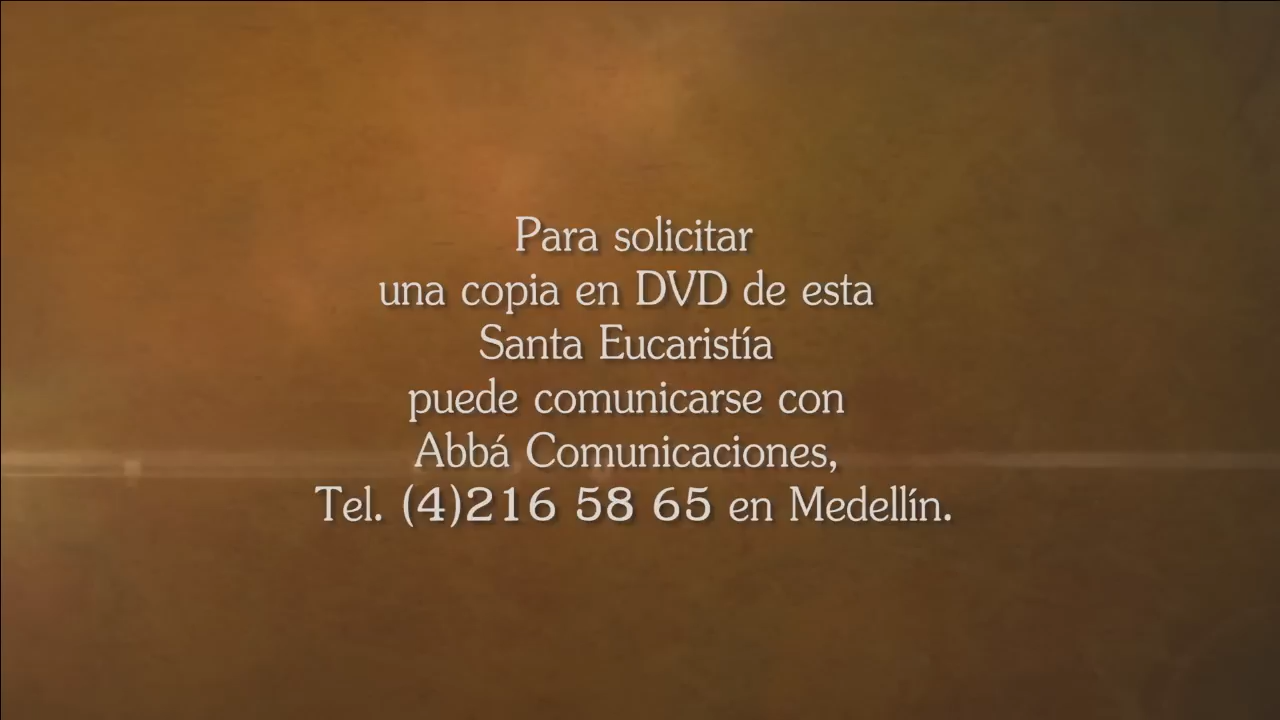 Para solicitar
una copia en DVD de esta
Santa Eucaristía
puede comunicarse con
Abbá Comunicaciones,
Tel. (4)216 58 65 en Medellín.